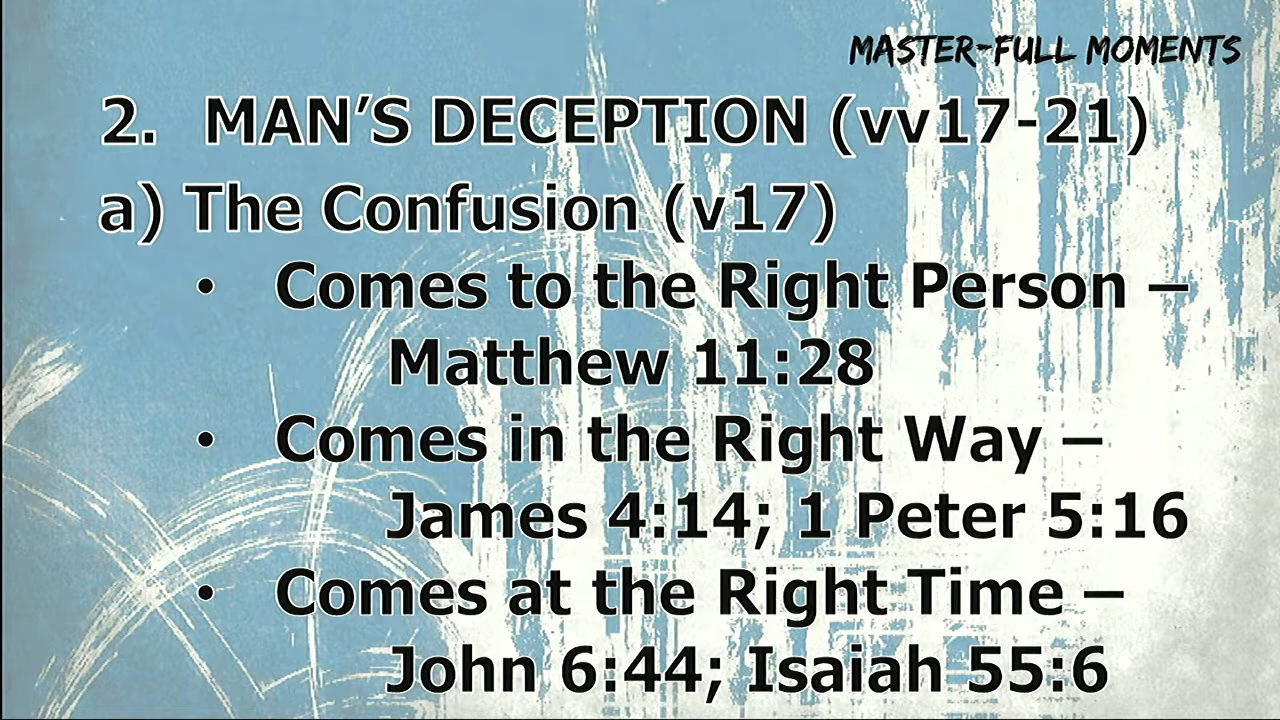 MASTER-FULL MOMENTS
2. MAN’S DECEPTION (vv17-21)
a) The Confusion (v17)
• Comes to the Right Person –
Matthew 11:28
• Comes in the Right Way –
James 4:14; 1 Peter 5:16
• Comes at the Right Time –
John 6:44; Isaiah 55:6